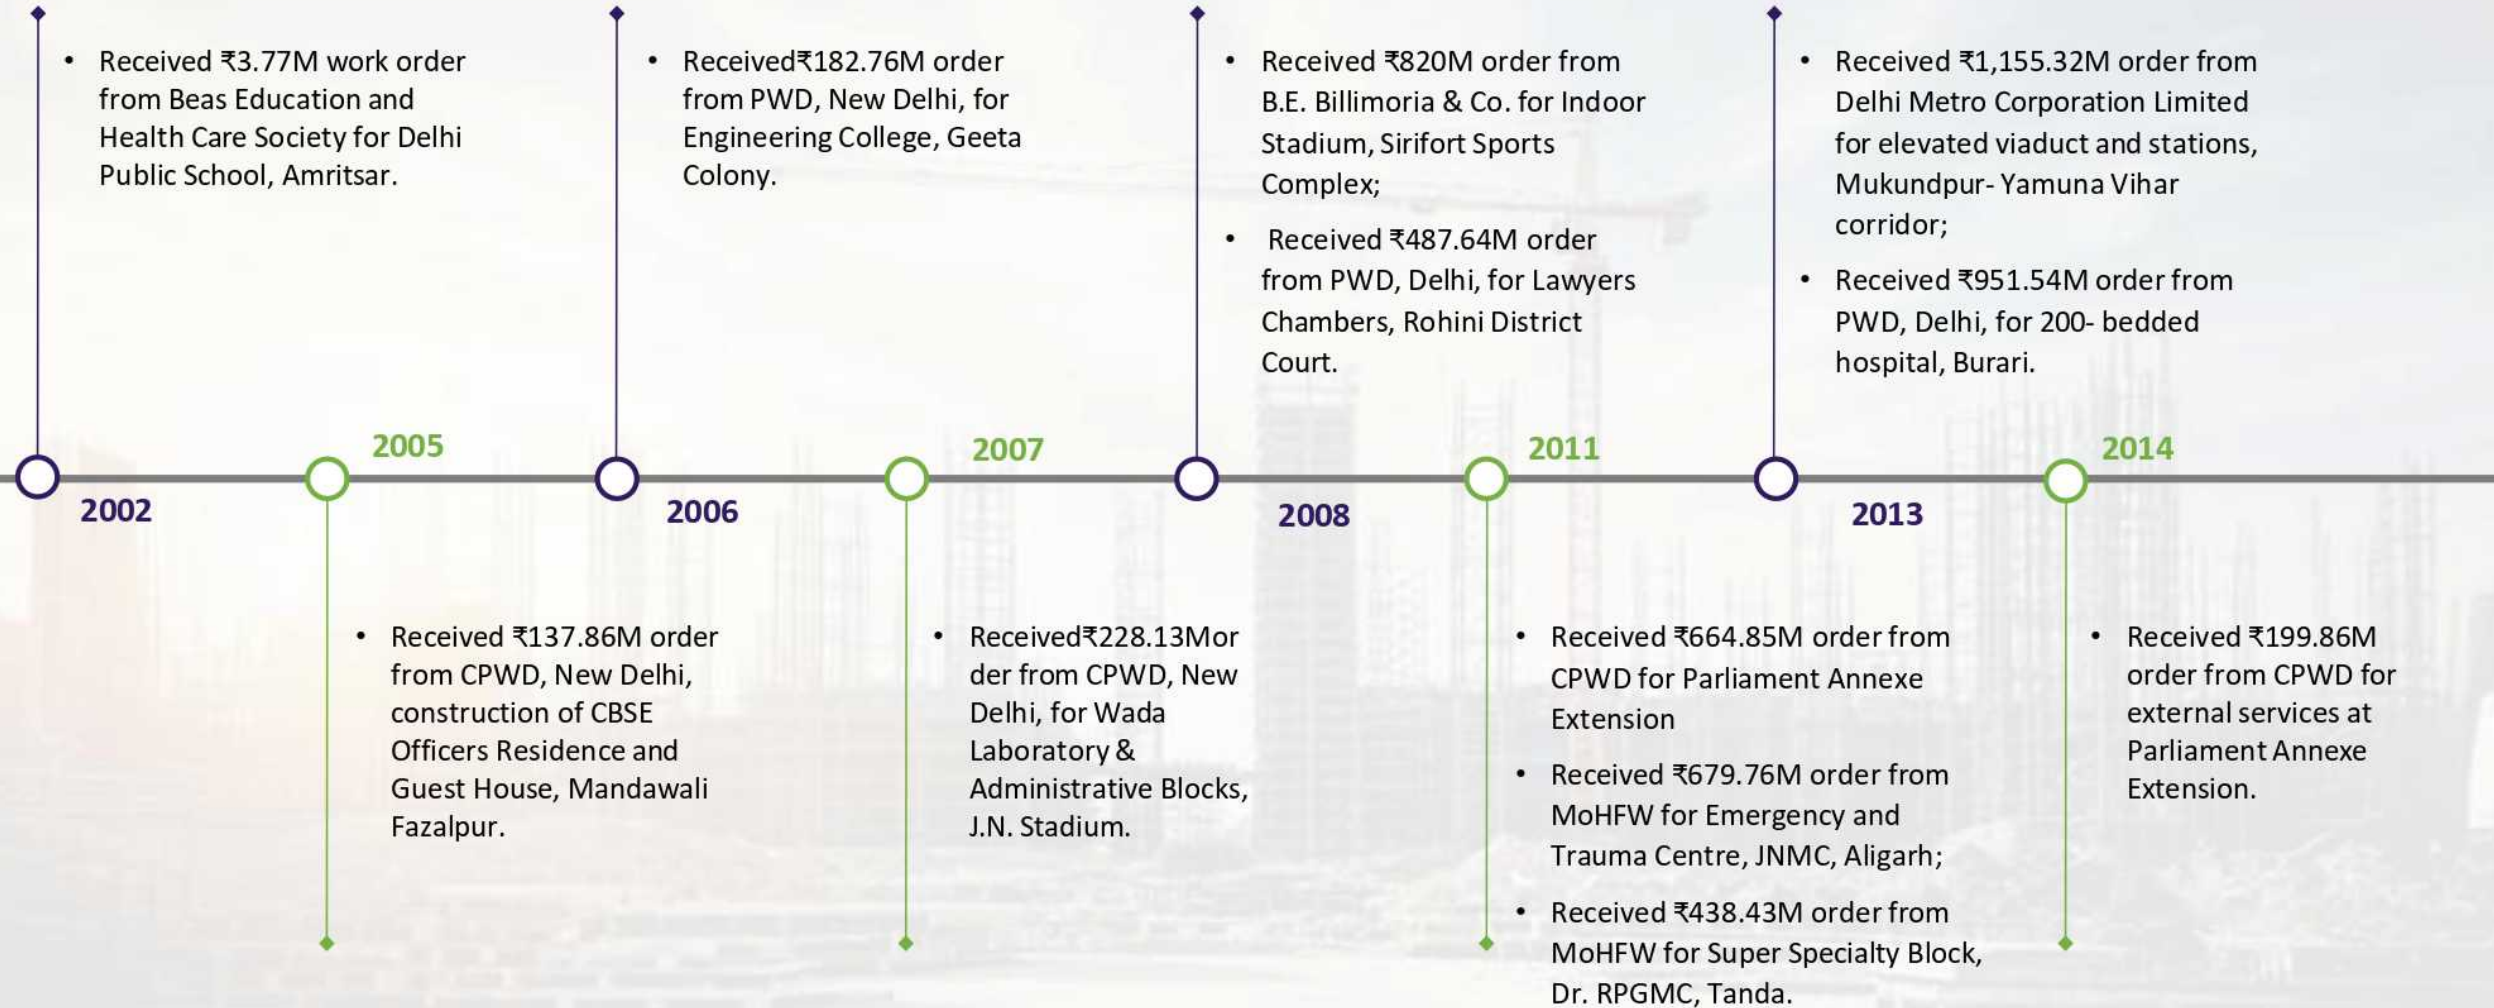 • Received ₹3.77M work order
from Beas Education and
Health Care Society for Delhi
Public School, Amritsar.
• Received₹182.76M order
from PWD, New Delhi, for
Engineering College, Geeta
Colony.
• Received ₹820M order from
B.E. Billimoria & Co. for Indoor
Stadium, Sirifort Sports
Complex;
• Received ₹487.64M order
from PWD, Delhi, for Lawyers
Chambers, Rohini District
Court.
• Received ₹1,155.32M order from
Delhi Metro Corporation Limited
for elevated viaduct and stations,
Mukundpur- Yamuna Vihar
corridor;
• Received ₹951.54M order from
PWD, Delhi, for 200- bedded
hospital, Burari.
2002
2005
2006
2007
2008
2011
2013
2014
• Received ₹137.86M order
from CPWD, New Delhi,
construction of CBSE
Officers Residence and
Guest House, Mandawali
Fazalpur.
• Received₹228.13Mor
der from CPWD, New
Delhi, for Wada
Laboratory &
Administrative Blocks,
J.N. Stadium.
• Received ₹664.85M order from
CPWD for Parliament Annexe
Extension
• Received ₹679.76M order from
MoHFW for Emergency and
Trauma Centre, JNMC, Aligarh;
• Received ₹438.43M order from
MoHFW for Super Specialty Block,
Dr. RPGMC, Tanda.
• Received ₹199.86M
order from CPWD for
external services at
Parliament Annexe
Extension.